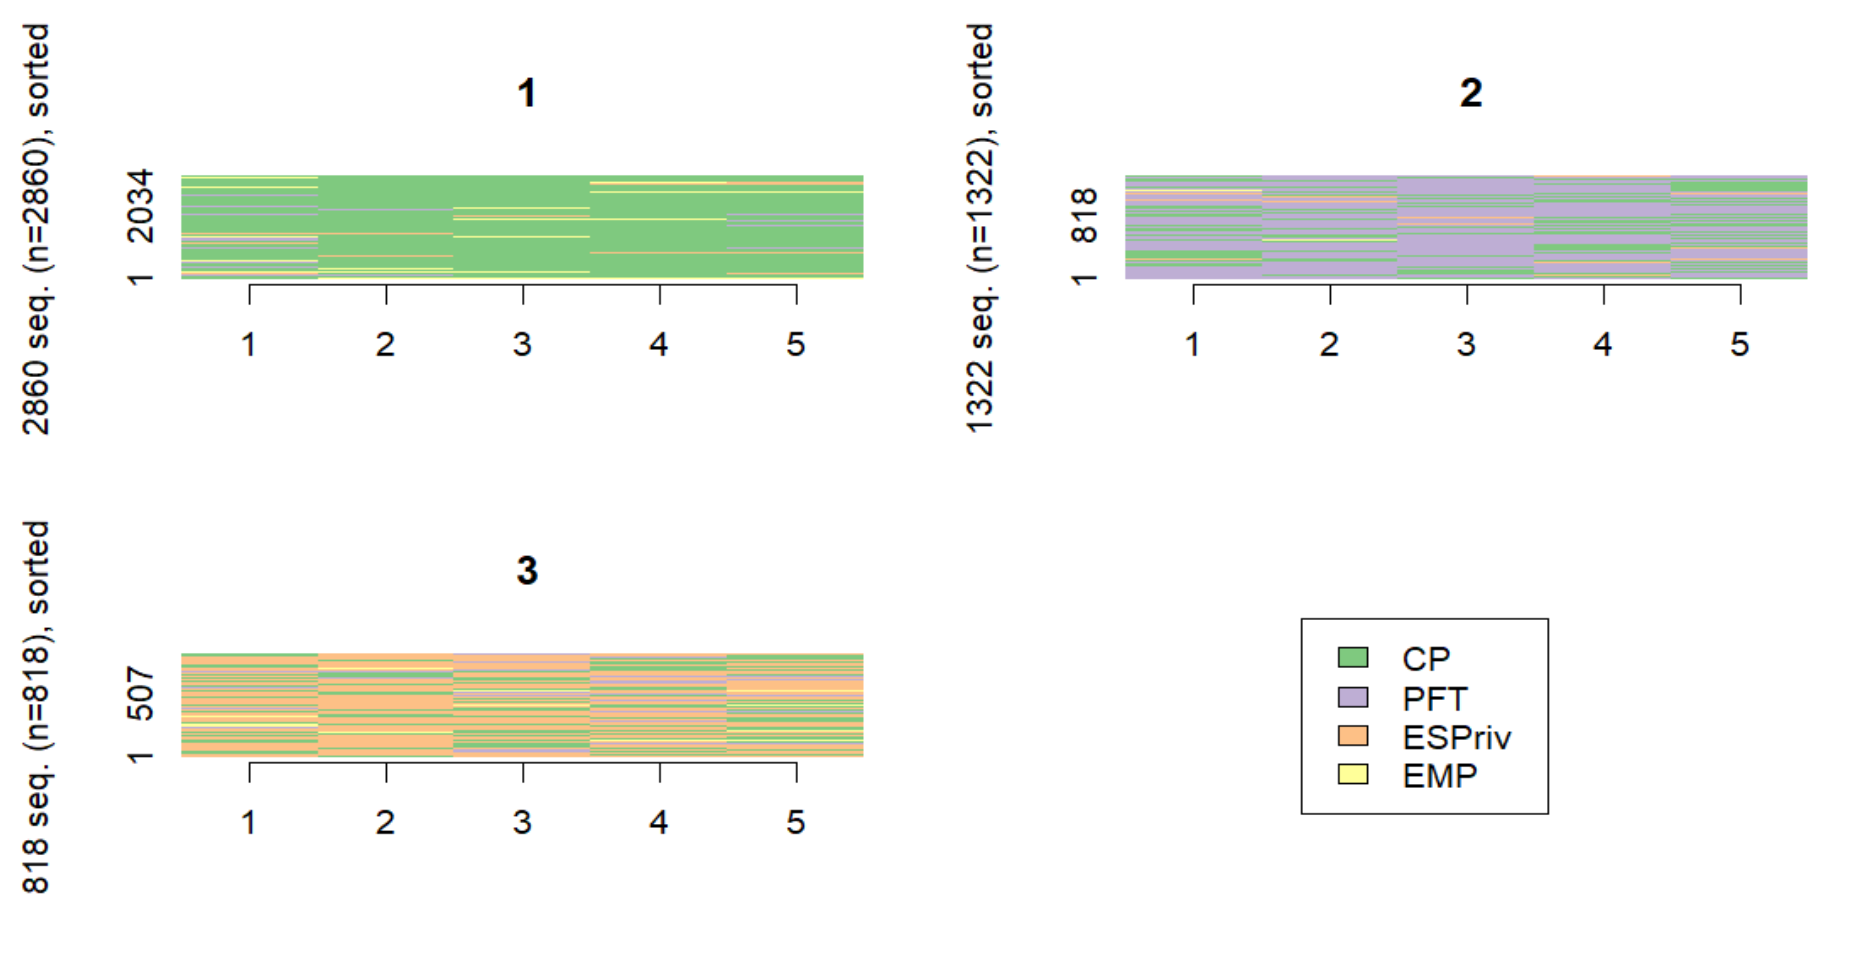 1
2860 seq. (n=2860), sorted
2034
1
1 2 3 4 5
2
1322 seq. (n=1322), sorted
818
1
1 2 3 4 5
3
818 seq. (n=818), sorted
507
1
1 2 3 4 5
CP
PFT
ESPriv
EMP